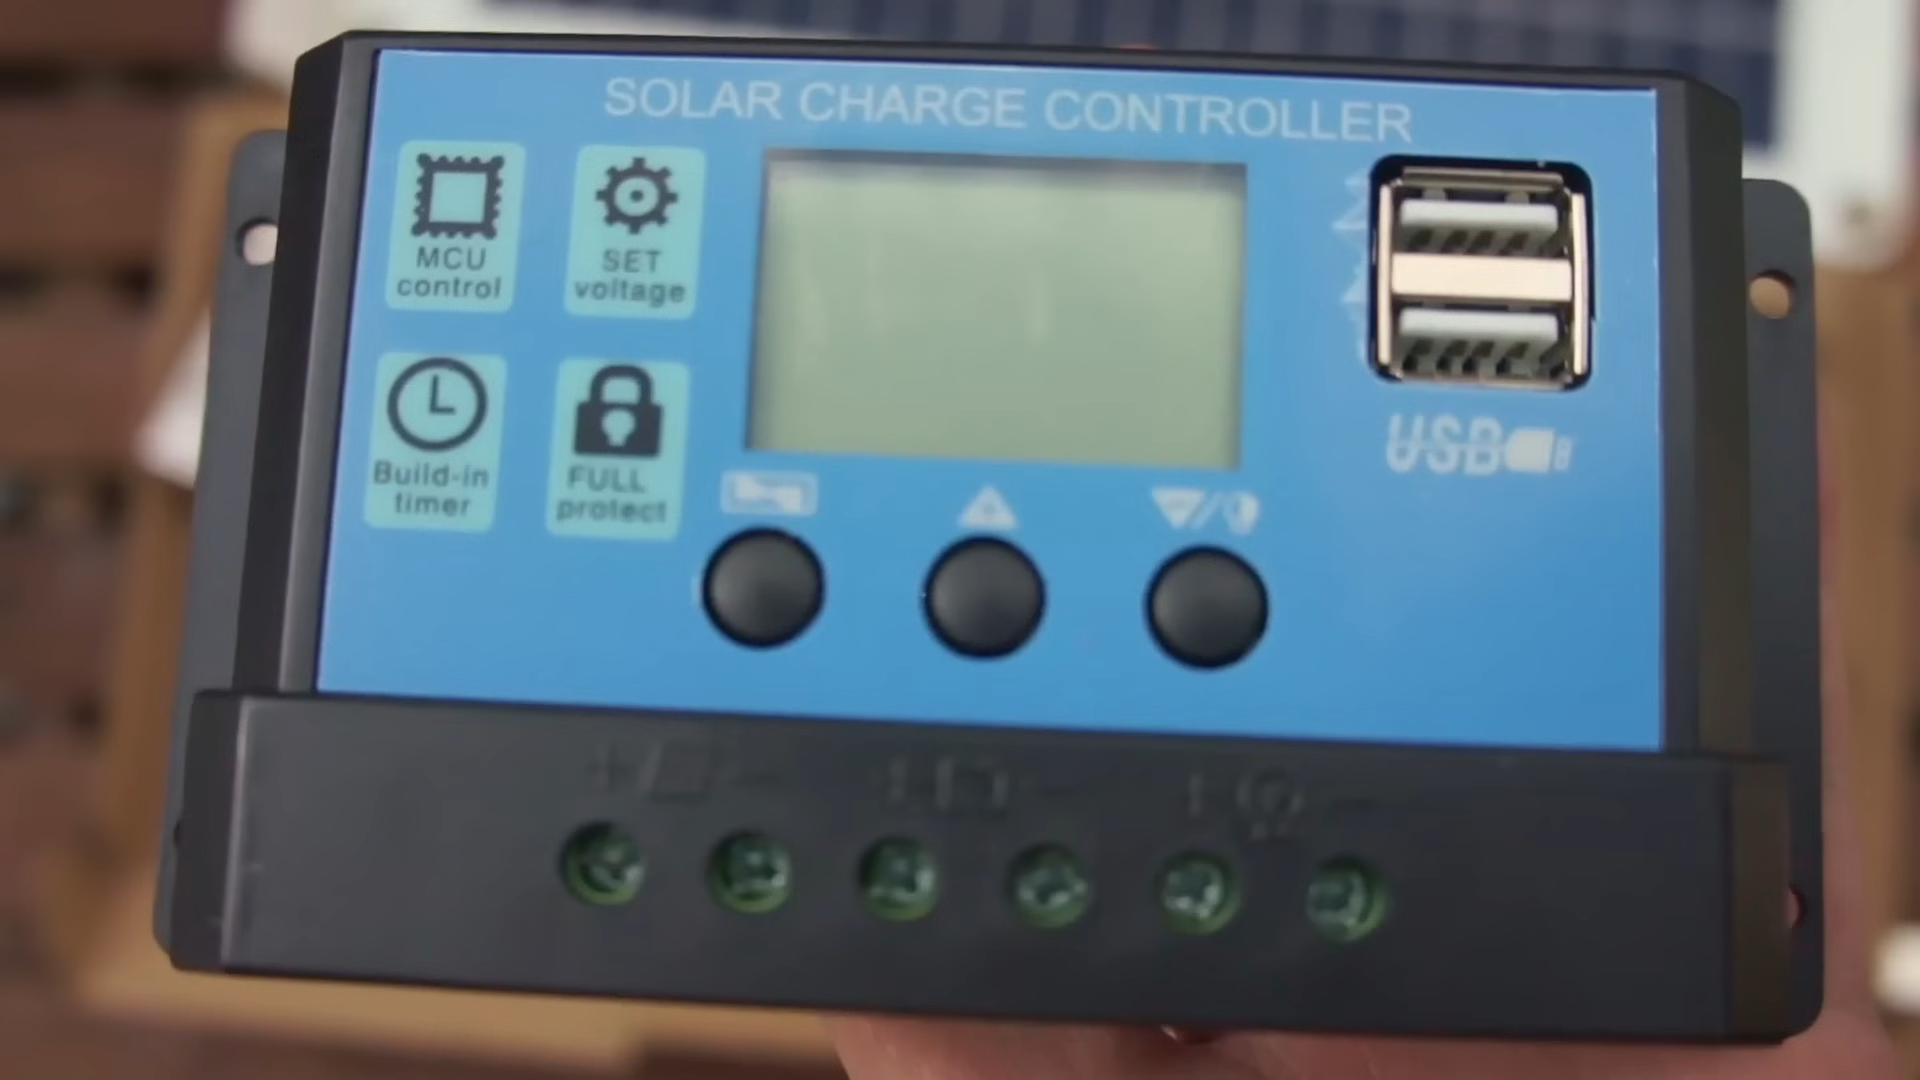 SOLAR CHARGE CONTROLLER
MCU
control
SET
voltage
Build-in
timer
FULL
protect
USB
+ -
+ -
+ -